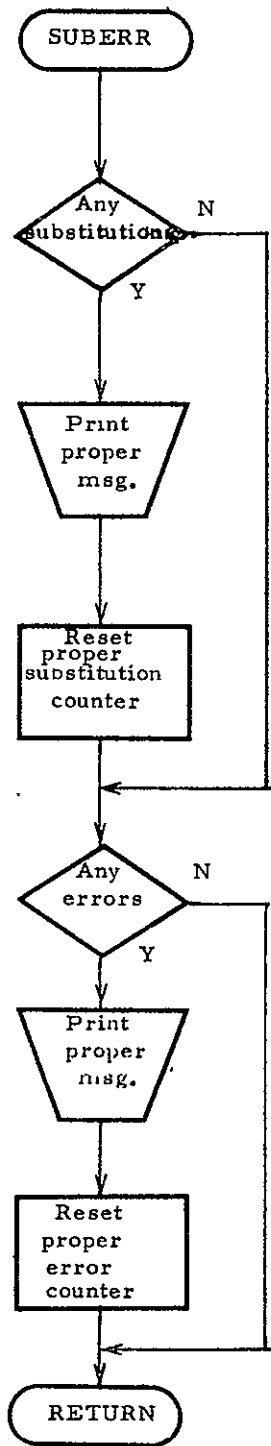 SUBERR
Any
substitutions
N
Y
Print
proper
msg.
Reset
proper
substitution
counter
Any
errors
N
Y
Print
proper
msg.
Reset
proper
error
counter
RETURN